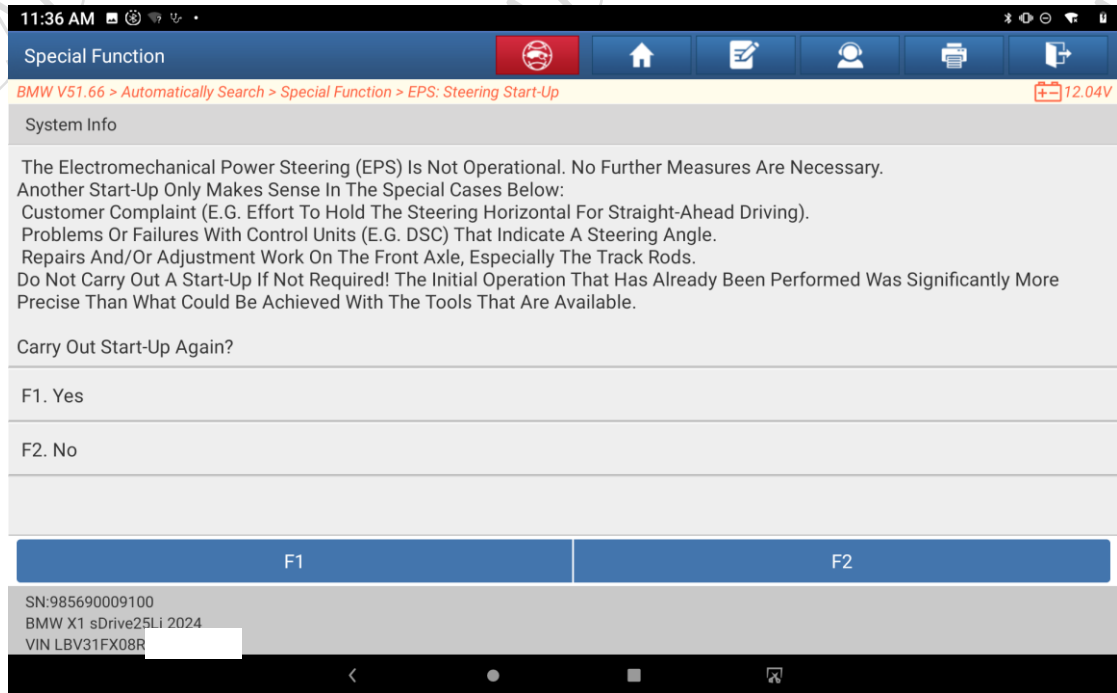 11:36 AM
Special Function
BMW V51.66 > Automatically Search > Special Function > EPS: Steering Start-Up
12.04V
System Info
The Electromechanical Power Steering (EPS) Is Not Operational. No Further Measures Are Necessary.
Another Start-Up Only Makes Sense In The Special Cases Below:
Customer Complaint (E.G. Effort To Hold The Steering Horizontal For Straight-Ahead Driving).
Problems Or Failures With Control Units (E.G. DSC) That Indicate A Steering Angle.
Repairs And/Or Adjustment Work On The Front Axle, Especially The Track Rods.
Do Not Carry Out A Start-Up If Not Required! The Initial Operation That Has Already Been Performed Was Significantly More
Precise Than What Could Be Achieved With The Tools That Are Available.
Carry Out Start-Up Again?
F1. Yes
F2. No
F1
F2
SN:985690009100
BMW X1 sDrive25Li 2024
VIN LBV31FX08R